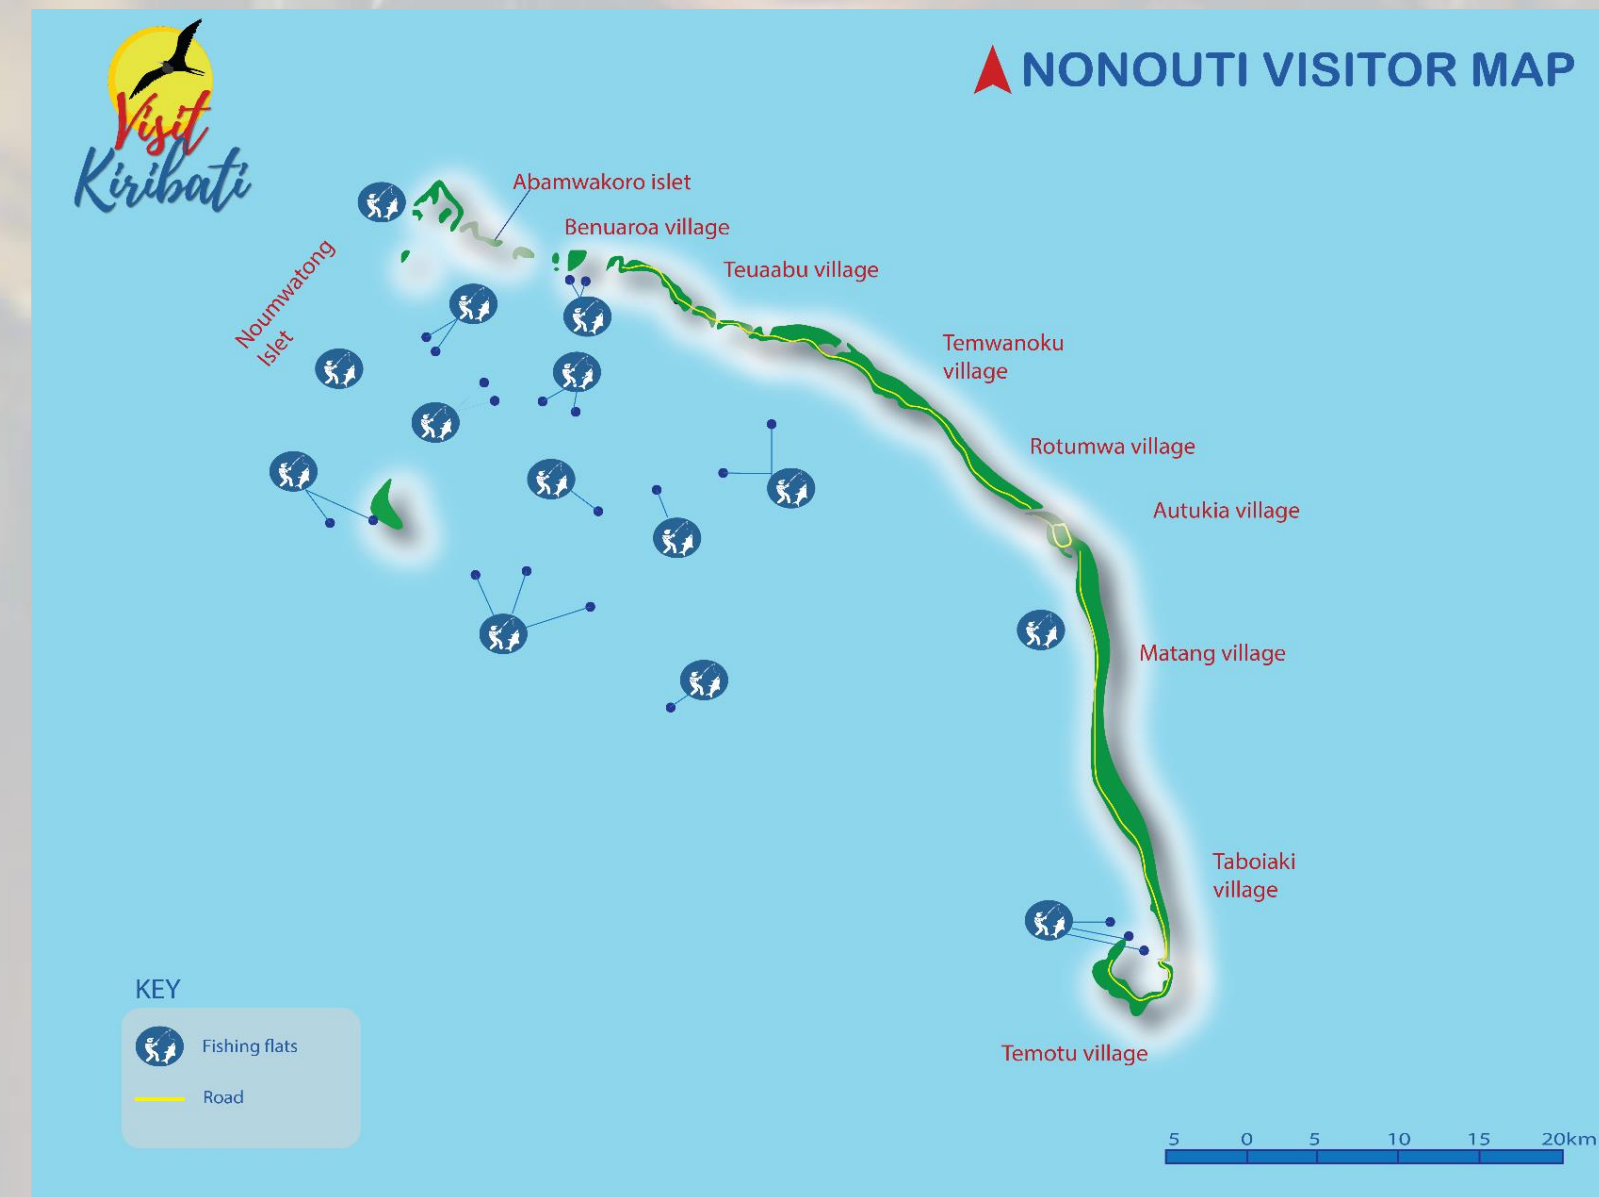 Visit
Kiribati
NONOUTI VISITOR MAP
Abamwakoro islet
Benuaroa village
Teuaabu village
Noumwatong
Islet
Temwanoku
village
Rotumwa village
Autukia village
Matang village
Taboiaki
village
Temotu village
KEY
Fishing flats
Road
5 0 5 10 15 20km